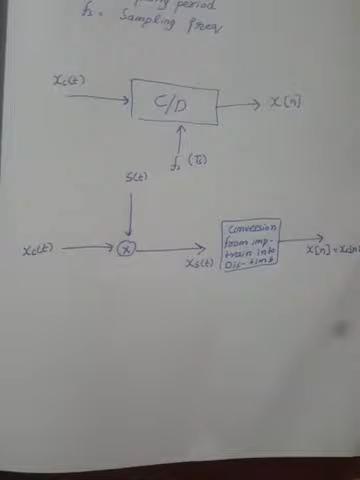 period
fs = Sampling freq
xc(t)
C/D
x[n]
fs (Ts)
s(t)
xc(t)
x
xs(t)
Conversion
from imp-
train into
Dis-time
x[n]=xc[n